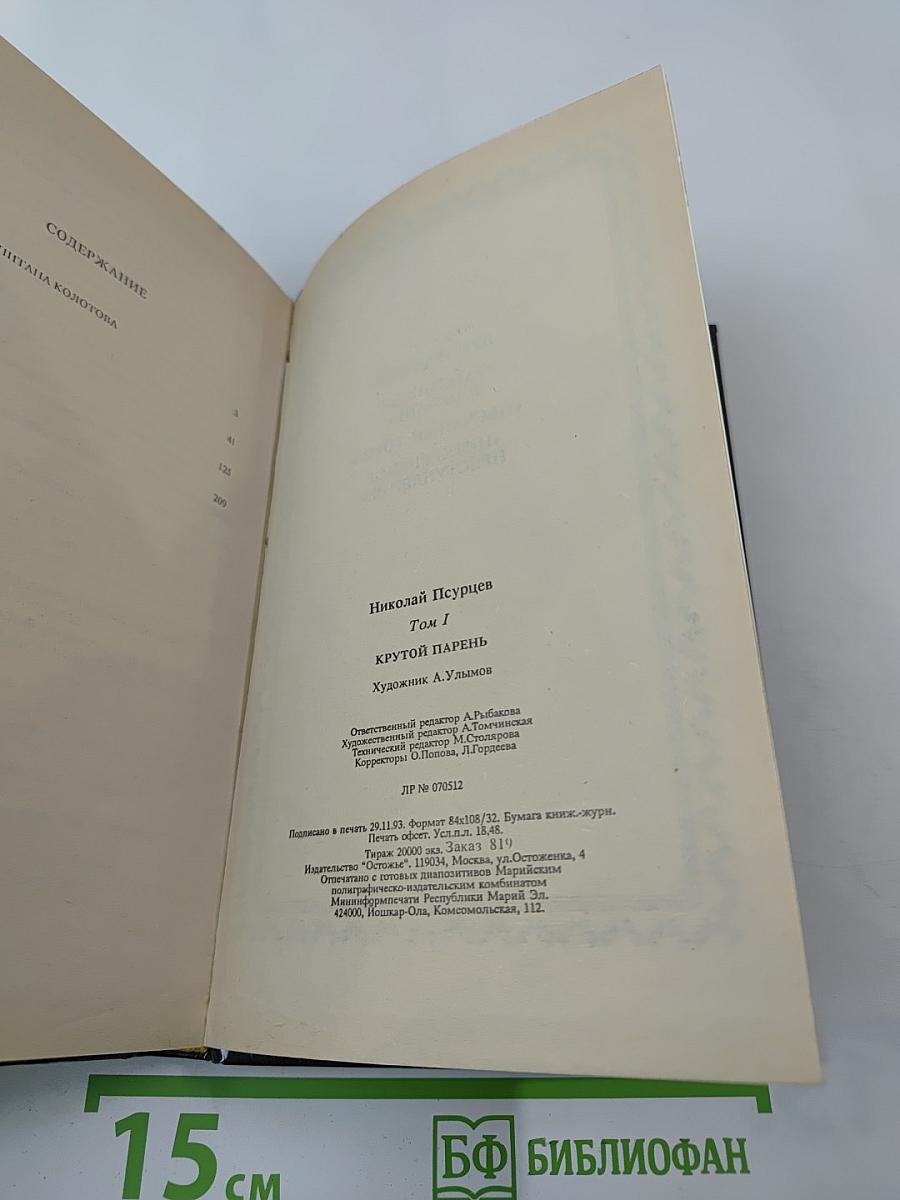 СОДЕРЖАНИЕ
КОЛОТОВА
3
41
125
209
Николай Псурцев
Том I
КРУТОЙ ПАРЕНЬ
Художник А.Улымов
Ответственный редактор А.Рыбакова
Художественный редактор А.Томчинская
Технический редактор М.Столярова
Корректоры О.Попова, Л.Гордеева
ЛР № 070512
Подписано в печать 29.11.93. Формат 84х108/32. Бумага книж.-журн.
Печать офсет. Усл.п.л. 18,48.
Тираж 20000 экз. Заказ 819
Издательство "Остожье". 119034, Москва, ул.Остоженка, 4
Отпечатано с готовых диапозитивов Марийским
полиграфическо-издательским комбинатом
Мининформпечати Республики Марий Эл.
424000, Йошкар-Ола, Комсомольская, 112.
15 см
БФ БИБЛИОФАН